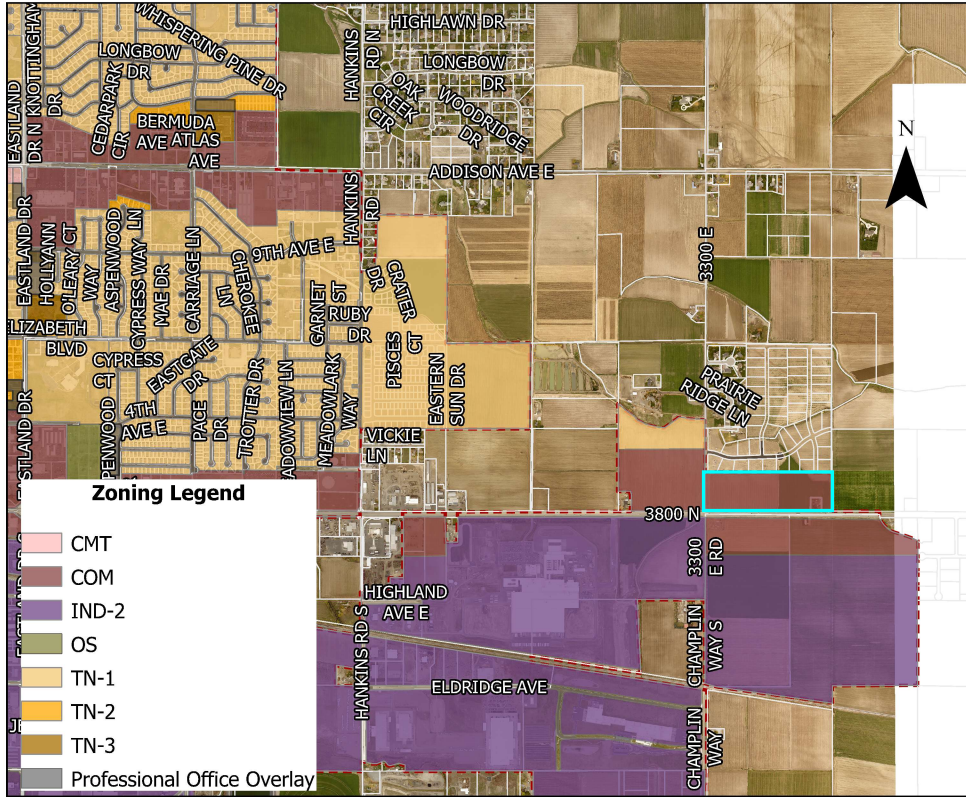 HIGHLAWN DR
WHISPERING PINE DR
LONGBOW
DR
LONGBOW
DR
EASTLAND
DR N
KNOTTINGHAM
DR
CEDARPARK
CIR
HANKINS
RD N
OAK
CREEK
CIR
WOODRIDGE
DR
N
BERMUDA
AVE
ATLAS
AVE
ADDISON AVE E
EASTLAND DR
HOLLYANN
O'LEARY CT
WAY
ASPENWOOD
CYPRESS WAY
LN
MAE DR
CARRIAGE LN
CHEROKEE
LN
9TH AVE E
HANKINS
RD
3300 E
CRATER
DR
GARNET
ST
RUBY
DR
ELIZABETH
BLVD
CYPRESS
CT
EASTGATE
DR
PISCES
CT
EASTERN
SUN DR
PRAIRIE
RIDGE LN
EASTLAND DR
4TH
AVE E
PACE
DR
TROTTER DR
MEADOWLARK
WAY
VICKIE
LN
3800 N
3300
E RD
Zoning Legend
CMT
COM
IND-2
OS
TN-1
TN-2
TN-3
Professional Office Overlay
HIGHLAND
AVE E
HANKINS RD S
ELDRIDGE AVE
CHAMPLIN
WAY S
CHAMPLIN
WAY